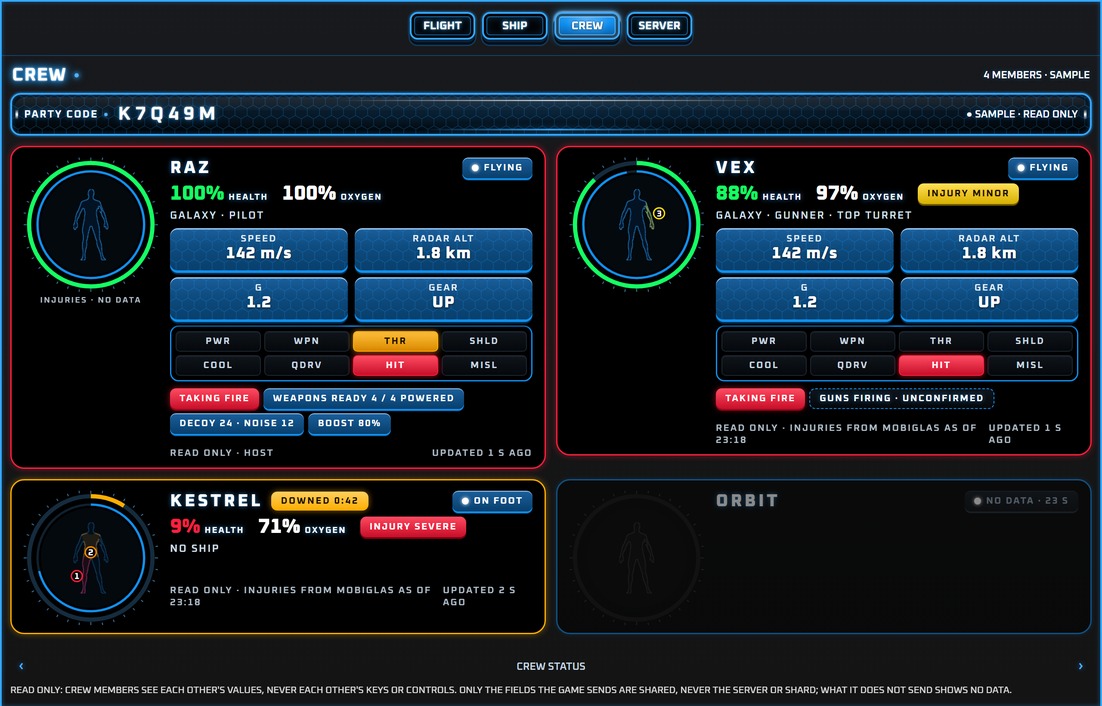 FLIGHT SHIP CREW SERVER
CREW
4 MEMBERS · SAMPLE
PARTY CODE · K7Q49M
SAMPLE · READ ONLY
RAZ
FLYING
100% HEALTH 100% OXYGEN
GALAXY · PILOT
INJURIES · NO DATA
SPEED
142 m/s
RADAR ALT
1.8 km
G
1.2
GEAR
UP
PWR WPN THR SHLD
COOL QDRV HIT MISL
TAKING FIRE WEAPONS READY 4 / 4 POWERED
DECOY 24 · NOISE 12 BOOST 80%
READ ONLY · HOST UPDATED 1 S AGO
VEX
FLYING
88% HEALTH 97% OXYGEN INJURY MINOR
3
GALAXY · GUNNER · TOP TURRET
SPEED
142 m/s
RADAR ALT
1.8 km
G
1.2
GEAR
UP
PWR WPN THR SHLD
COOL QDRV HIT MISL
TAKING FIRE GUNS FIRING · UNCONFIRMED
READ ONLY · INJURIES FROM MOBIGLAS AS OF
23:18
UPDATED 1 S
AGO
KESTREL DOWNED 0:42
ON FOOT
9% HEALTH 71% OXYGEN INJURY SEVERE
2
1
NO SHIP
READ ONLY · INJURIES FROM MOBIGLAS AS OF
23:18
UPDATED 2 S
AGO
ORBIT
NO DATA · 23 S
‹ CREW STATUS ›
READ ONLY: CREW MEMBERS SEE EACH OTHER'S VALUES, NEVER EACH OTHER'S KEYS OR CONTROLS. ONLY THE FIELDS THE GAME SENDS ARE SHARED, NEVER THE SERVER OR SHARD; WHAT IT DOES NOT SEND SHOWS NO DATA.